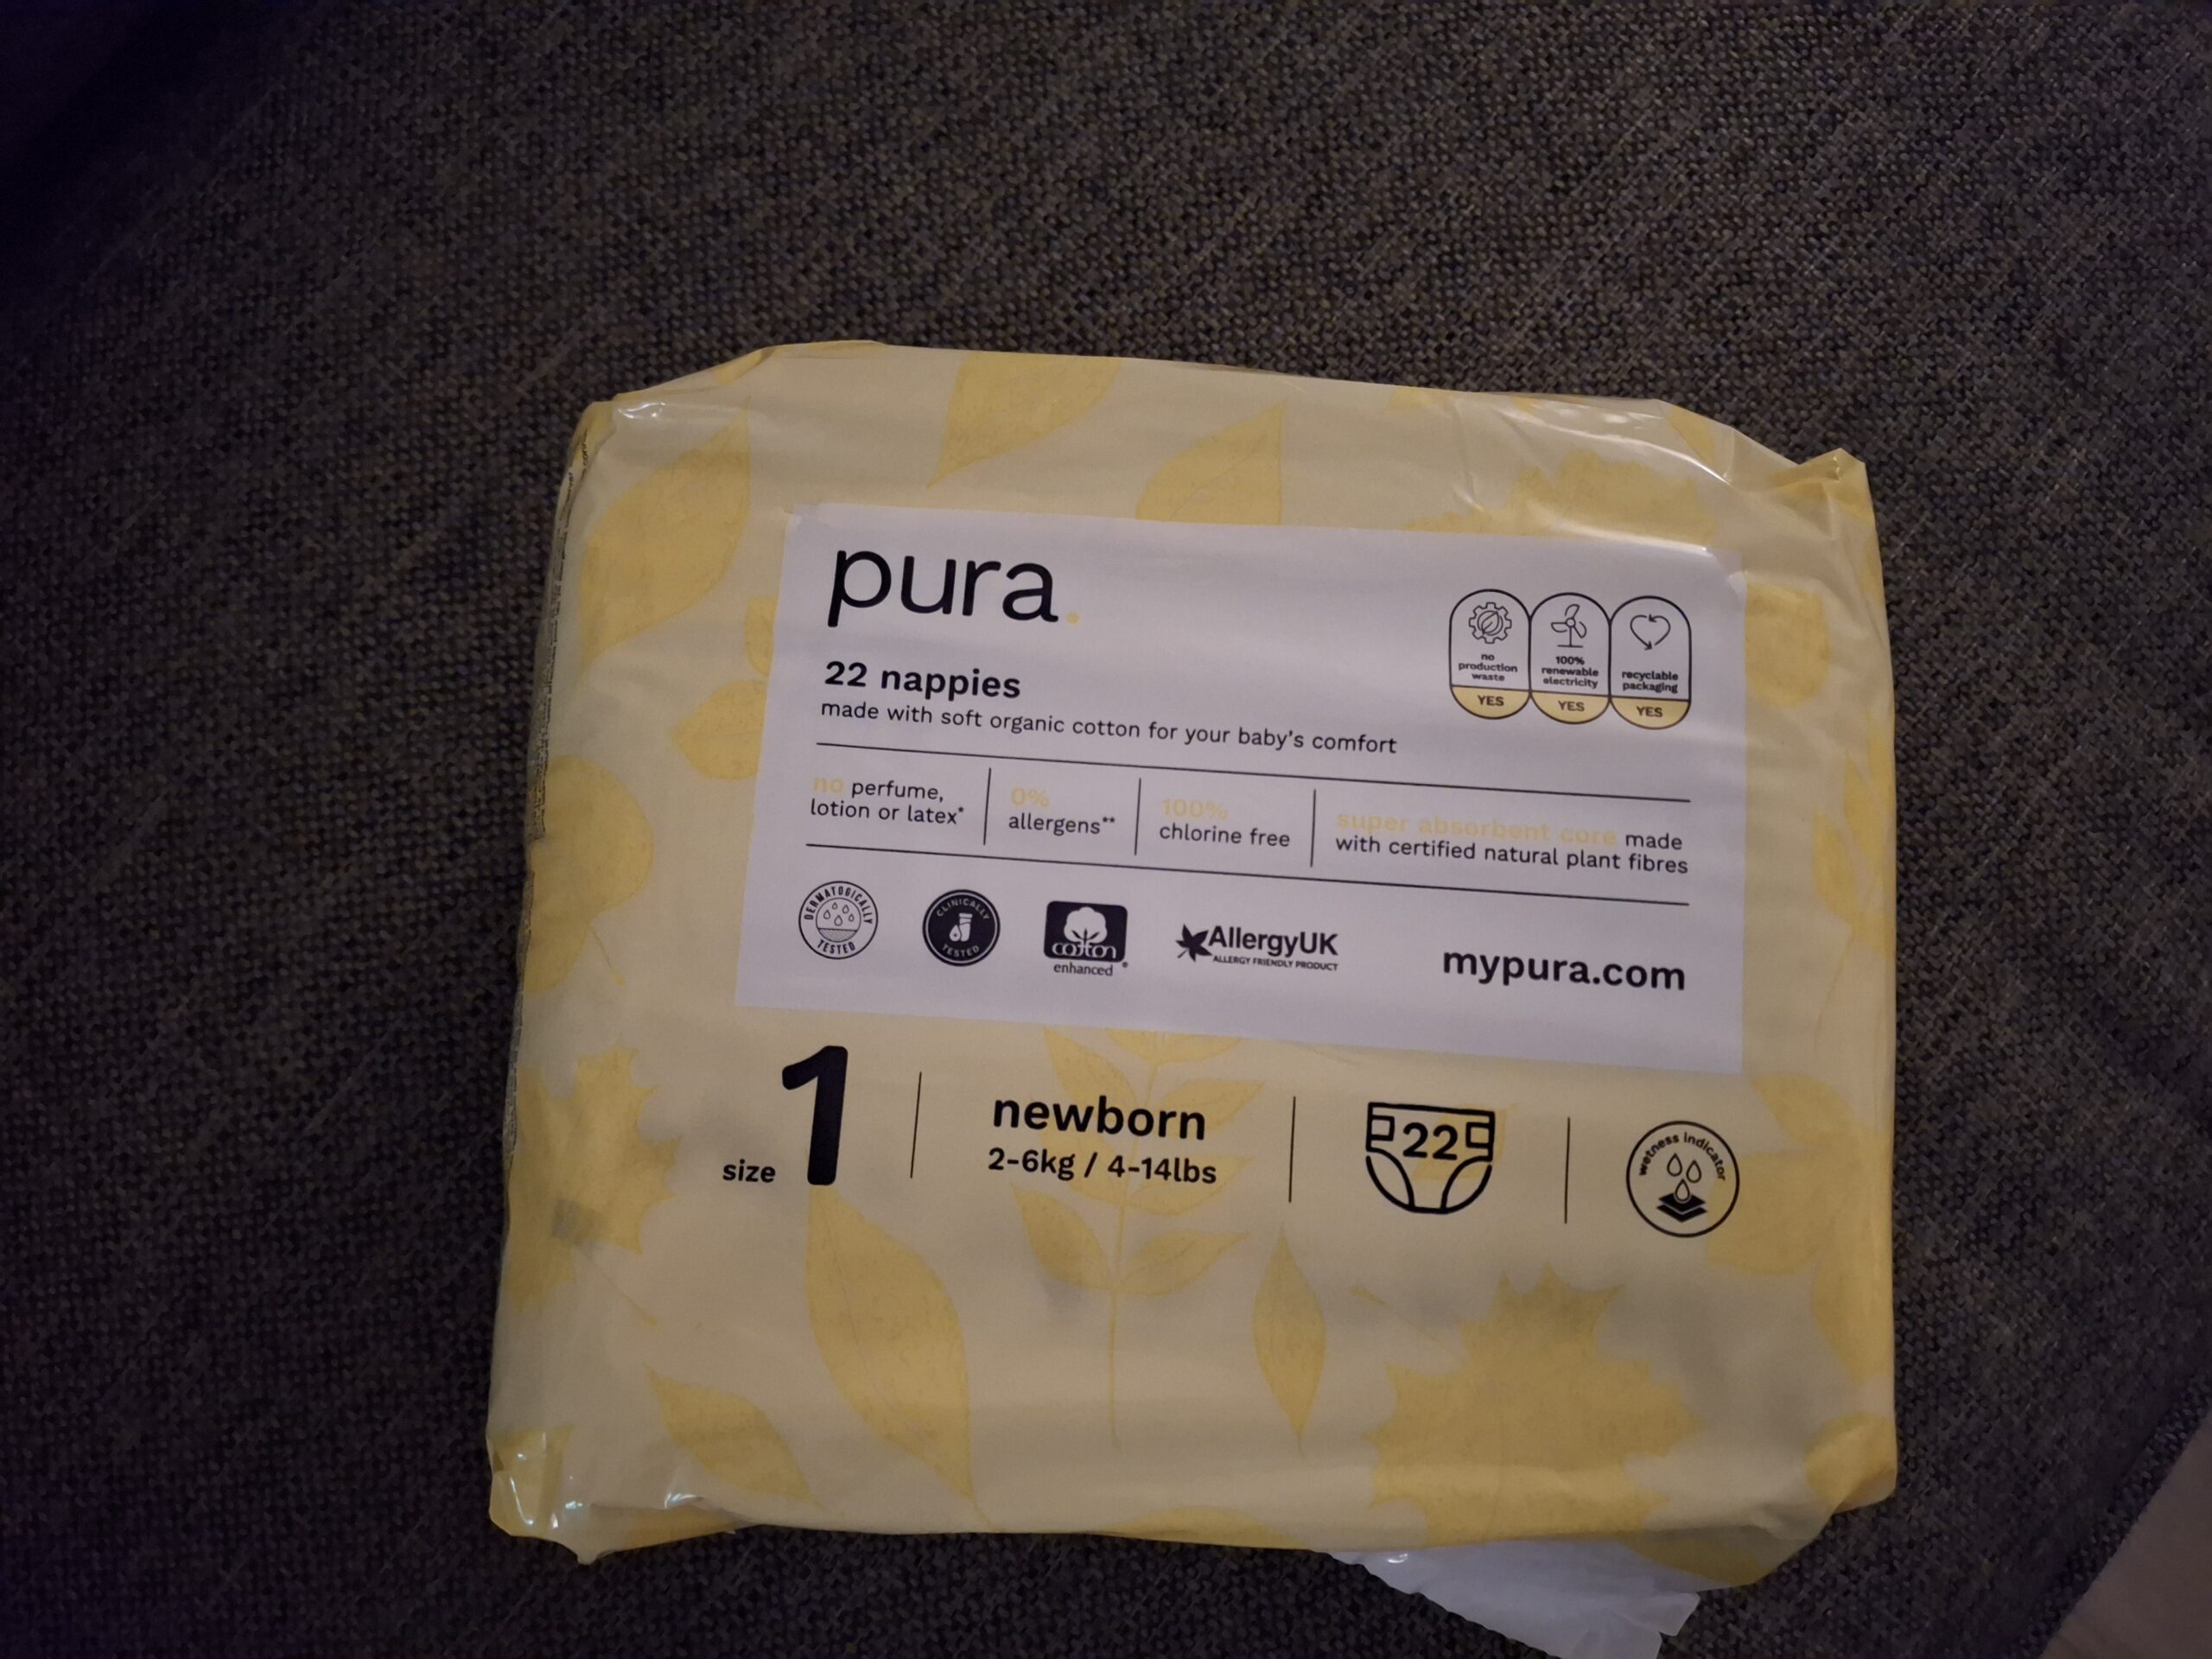 pura.
no
production
waste
YES
100%
renewable
electricity
YES
recyclable
packaging
YES
22 nappies
made with soft organic cotton for your baby's comfort
no perfume,
lotion or latex*
0%
allergens**
100%
chlorine free
super absorbent core made
with certified natural plant fibres
DERMATOGICALLY
TESTED
CLINICALLY
TESTED
cotton
enhanced ®
AllergyUK
ALLERGY FRIENDLY PRODUCT
mypura.com
size 1
newborn
2-6kg / 4-14lbs
22
wetness indicator